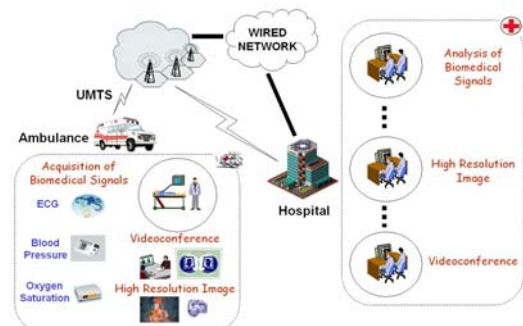 WIRED
NETWORK
UMTS
Ambulance
Acquisition of
Biomedical Signals
ECG
Blood
Pressure
Oxygen
Saturation
Videoconference
High Resolution Image
Hospital
Analysis of
Biomedical
Signals
High Resolution
Image
Videoconference